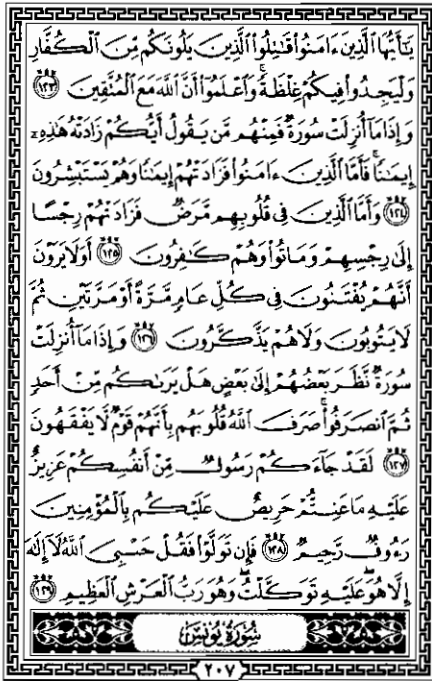 يَٰٓأَيُّهَا ٱلَّذِينَ ءَامَنُوا۟ قَٰتِلُوا۟ ٱلَّذِينَ يَلُونَكُم مِّنَ ٱلْكُفَّارِ
وَلْيَجِدُوا۟ فِيكُمْ غِلْظَةً ۚ وَٱعْلَمُوٓا۟ أَنَّ ٱللَّهَ مَعَ ٱلْمُتَّقِينَ ﴿١٢٣﴾
وَإِذَا مَآ أُنزِلَتْ سُورَةٌ فَمِنْهُم مَّن يَقُولُ أَيُّكُمْ زَادَتْهُ هَٰذِهِۦٓ
إِيمَٰنًا ۚ فَأَمَّا ٱلَّذِينَ ءَامَنُوا۟ فَزَادَتْهُمْ إِيمَٰنًا وَهُمْ يَسْتَبْشِرُونَ
﴿١٢٤﴾ وَأَمَّا ٱلَّذِينَ فِى قُلُوبِهِم مَّرَضٌ فَزَادَتْهُمْ رِجْسًا
إِلَىٰ رِجْسِهِمْ وَمَاتُوا۟ وَهُمْ كَٰفِرُونَ ﴿١٢٥﴾ أَوَلَا يَرَوْنَ
أَنَّهُمْ يُفْتَنُونَ فِى كُلِّ عَامٍ مَّرَّةً أَوْ مَرَّتَيْنِ ثُمَّ
لَا يَتُوبُونَ وَلَا هُمْ يَذَّكَّرُونَ ﴿١٢٦﴾ وَإِذَا مَآ أُنزِلَتْ
سُورَةٌ نَّظَرَ بَعْضُهُمْ إِلَىٰ بَعْضٍ هَلْ يَرَىٰكُم مِّنْ أَحَدٍ
ثُمَّ ٱنصَرَفُوا۟ ۚ صَرَفَ ٱللَّهُ قُلُوبَهُم بِأَنَّهُمْ قَوْمٌ لَّا يَفْقَهُونَ
﴿١٢٧﴾ لَقَدْ جَآءَكُمْ رَسُولٌ مِّنْ أَنفُسِكُمْ عَزِيزٌ
عَلَيْهِ مَا عَنِتُّمْ حَرِيصٌ عَلَيْكُم بِٱلْمُؤْمِنِينَ
رَءُوفٌ رَّحِيمٌ ﴿١٢٨﴾ فَإِن تَوَلَّوْا۟ فَقُلْ حَسْبِىَ ٱللَّهُ لَآ إِلَٰهَ
إِلَّا هُوَ ۖ عَلَيْهِ تَوَكَّلْتُ ۖ وَهُوَ رَبُّ ٱلْعَرْشِ ٱلْعَظِيمِ ﴿١٢٩﴾
سُورَةُ يُونُسَ
٢٠٧